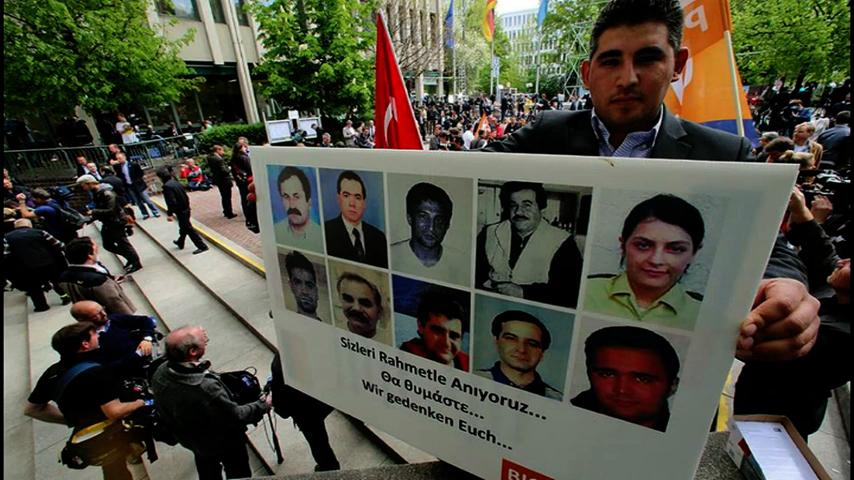 Sizleri Rahmetle Anıyoruz...
Θα θυμάστε...
Wir gedenken Euch...